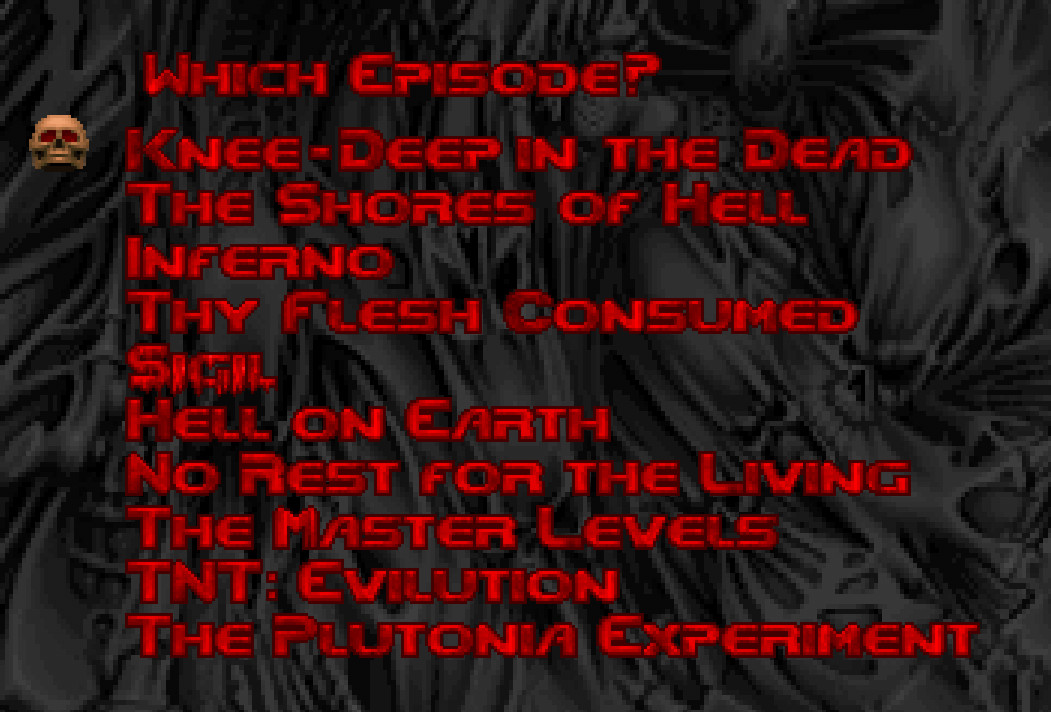 Which Episode?
Knee-Deep in the Dead
The Shores of Hell
Inferno
Thy Flesh Consumed
Sigil
Hell on Earth
No Rest for the Living
The Master Levels
TNT: Evilution
The Plutonia Experiment